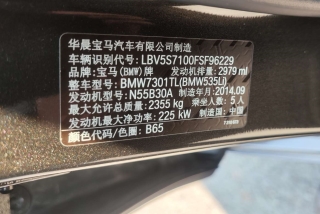 华晨宝马汽车有限公司制造
车辆识别代号:LBV5S7100FSF96229
品牌:宝马(BMW)牌 发动机排量:2979 ml
整车型号:BMW7301TL(BMW535Li)
发动机型号:N55B30A 制造年月:2014.09
最大允许总质量:2355 kg 乘坐人数:5人
发动机最大净功率:225 kW 制造国:中国
颜色代码/色圈:B65